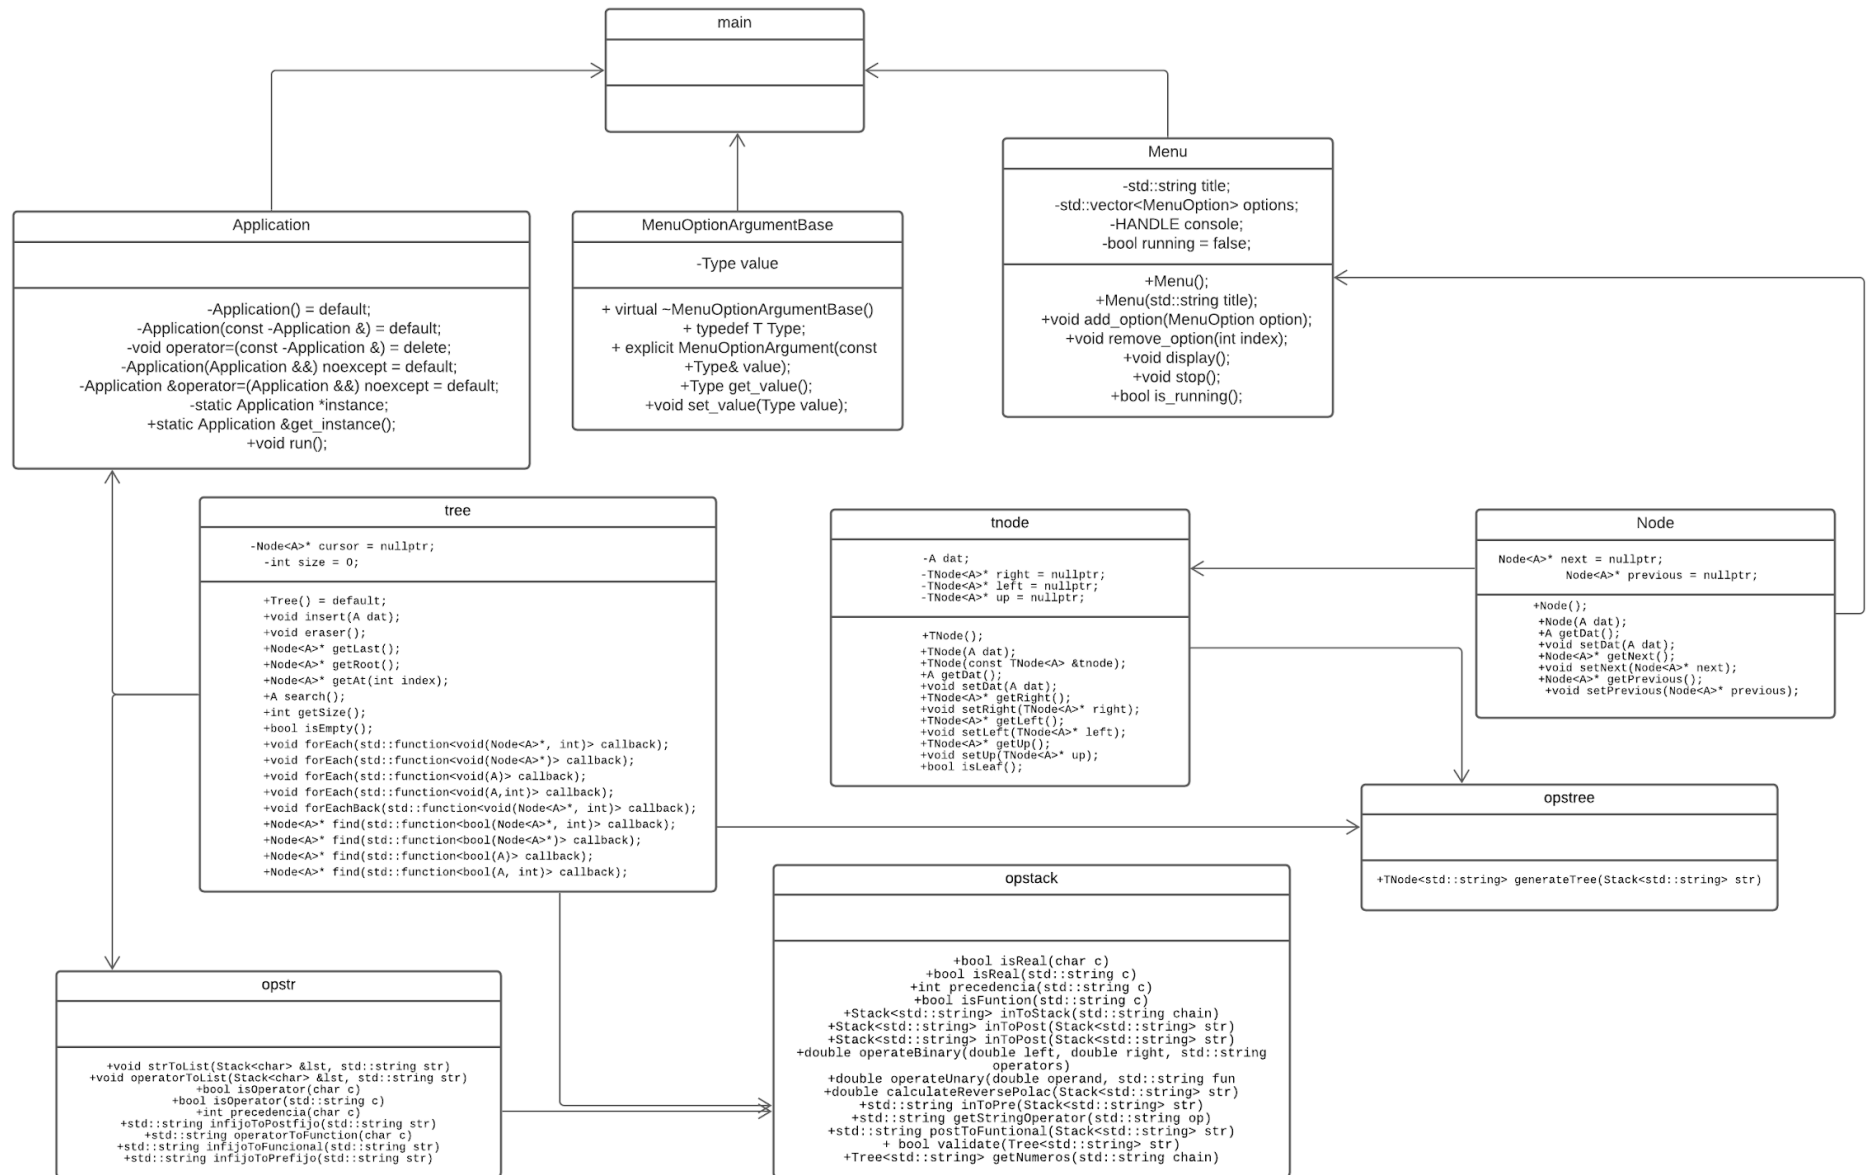 main
Menu
-std::string title;
-std::vector<MenuOption> options;
-HANDLE console;
-bool running = false;
+Menu();
+Menu(std::string title);
+void add_option(MenuOption option);
+void remove_option(int index);
+void display();
+void stop();
+bool is_running();
Application
-Application() = default;
-Application(const -Application &) = default;
-void operator=(const -Application &) = delete;
-Application(Application &&) noexcept = default;
-Application &operator=(Application &&) noexcept = default;
-static Application *instance;
+static Application &get_instance();
+void run();
MenuOptionArgumentBase
-Type value
+ virtual ~MenuOptionArgumentBase()
+ typedef T Type;
+ explicit MenuOptionArgument(const
+Type& value);
+Type get_value();
+void set_value(Type value);
tree
-Node<A>* cursor = nullptr;
-int size = 0;
+Tree() = default;
+void insert(A dat);
+void eraser();
+Node<A>* getLast();
+Node<A>* getRoot();
+Node<A>* getAt(int index);
+A search();
+int getSize();
+bool isEmpty();
+void forEach(std::function<void(Node<A>*, int)> callback);
+void forEach(std::function<void(Node<A>*)> callback);
+void forEach(std::function<void(A)> callback);
+void forEach(std::function<void(A,int)> callback);
+void forEachBack(std::function<void(Node<A>*, int)> callback);
+Node<A>* find(std::function<bool(Node<A>*, int)> callback);
+Node<A>* find(std::function<bool(Node<A>*)> callback);
+Node<A>* find(std::function<bool(A)> callback);
+Node<A>* find(std::function<bool(A, int)> callback);
tnode
-A dat;
-TNode<A>* right = nullptr;
-TNode<A>* left = nullptr;
-TNode<A>* up = nullptr;
+TNode();
+TNode(A dat);
+TNode(const TNode<A> &tnode);
+A getDat();
+void setDat(A dat);
+TNode<A>* getRight();
+void setRight(TNode<A>* right);
+TNode<A>* getLeft();
+void setLeft(TNode<A>* left);
+TNode<A>* getUp();
+void setUp(TNode<A>* up);
+bool isLeaf();
Node
Node<A>* next = nullptr;
Node<A>* previous = nullptr;
+Node();
+Node(A dat);
+A getDat();
+void setDat(A dat);
+Node<A>* getNext();
+void setNext(Node<A>* next);
+Node<A>* getPrevious();
+void setPrevious(Node<A>* previous);
opstree
+TNode<std::string> generateTree(Stack<std::string> str)
opstack
+bool isReal(char c)
+bool isReal(std::string c)
+int precedencia(std::string c)
+bool isFuntion(std::string c)
+Stack<std::string> inToStack(std::string chain)
+Stack<std::string> inToPost(Stack<std::string> str)
+Stack<std::string> inToPost(Stack<std::string> str)
+double operateBinary(double left, double right, std::string
operators)
+double operateUnary(double operand, std::string fun
+double calculateReversePolac(Stack<std::string> str)
+std::string inToPre(Stack<std::string> str)
+std::string getStringOperator(std::string op)
+std::string postToFuntional(Stack<std::string> str)
+ bool validate(Tree<std::string> str)
+Tree<std::string> getNumeros(std::string chain)
opstr
+void strToList(Stack<char> &lst, std::string str)
+void operatorToList(Stack<char> &lst, std::string str)
+bool isOperator(char c)
+bool isOperator(std::string c)
+int precedencia(char c)
+std::string infijoToPostfijo(std::string str)
+std::string operatorToFunction(char c)
+std::string infijoToFuncional(std::string str)
+std::string infijoToPrefijo(std::string str)